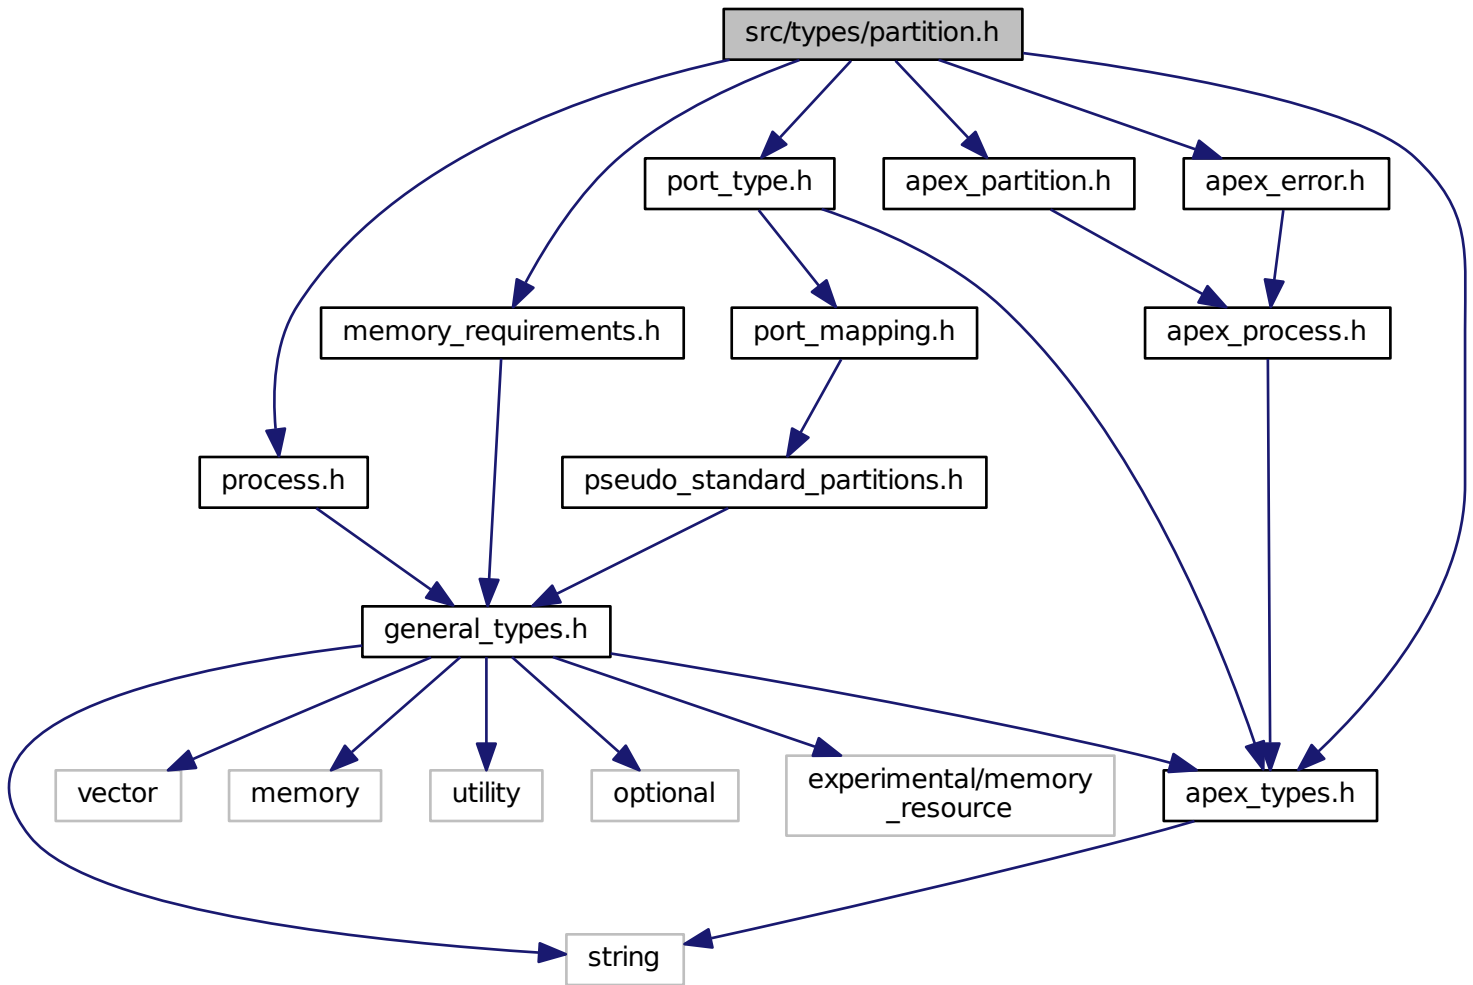 src/types/partition.h
port_type.h
apex_partition.h
apex_error.h
memory_requirements.h
port_mapping.h
apex_process.h
process.h
pseudo_standard_partitions.h
general_types.h
vector
memory
utility
optional
experimental/memory
_resource
apex_types.h
string